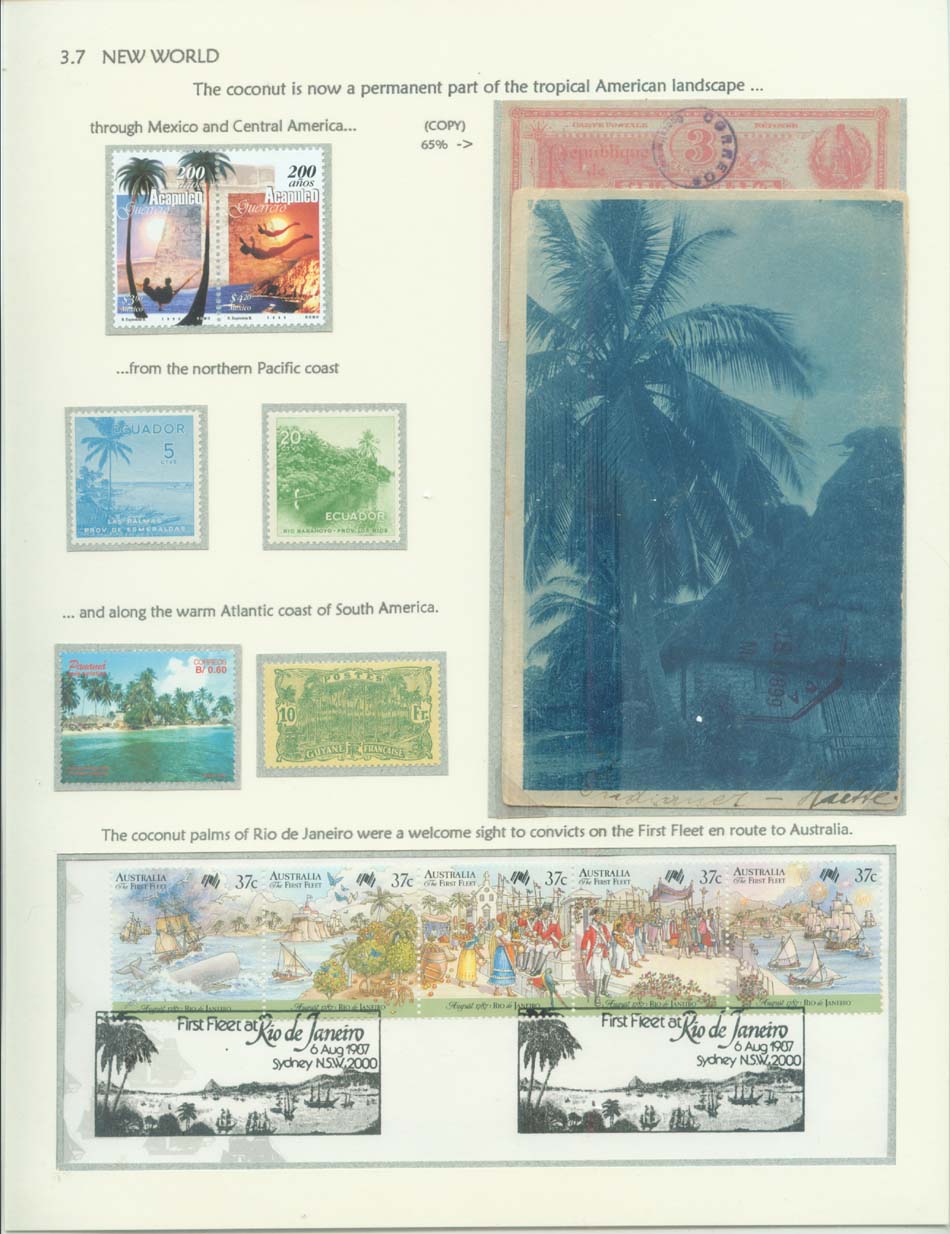 3.7 NEW WORLD
The coconut is now a permanent part of the tropical American landscape ...
through Mexico and Central America...
(COPY)
65% ->
200
años
Acapulco
Guerrero
$3.00
Mexico
200
años
Acapulco
Guerrero
$4.20
Mexico
CARTE POSTALE
République
3
CORREOS
...from the northern Pacific coast
ECUADOR
5
CTVS
LAS PALMAS
PROV. DE ESMERALDAS
20
CTVS
ECUADOR
RIO BABAHOYO - PROV. LOS RIOS
... and along the warm Atlantic coast of South America.
Panamá
CORREOS
B/ 0.60
POSTES
10 Fr.
GUYANE FRANÇAISE
The coconut palms of Rio de Janeiro were a welcome sight to convicts on the First Fleet en route to Australia.
AUSTRALIA 37c
The FIRST FLEET
August 1787: RIO de JANEIRO
AUSTRALIA 37c
The FIRST FLEET
August 1787: RIO de JANEIRO
AUSTRALIA 37c
The FIRST FLEET
August 1787: RIO de JANEIRO
AUSTRALIA 37c
The FIRST FLEET
August 1787: RIO de JANEIRO
AUSTRALIA 37c
The FIRST FLEET
August 1787: RIO de JANEIRO
First Fleet at Rio de Janeiro
6 Aug 1987
Sydney N.S.W. 2000
First Fleet at Rio de Janeiro
6 Aug 1987
Sydney N.S.W. 2000